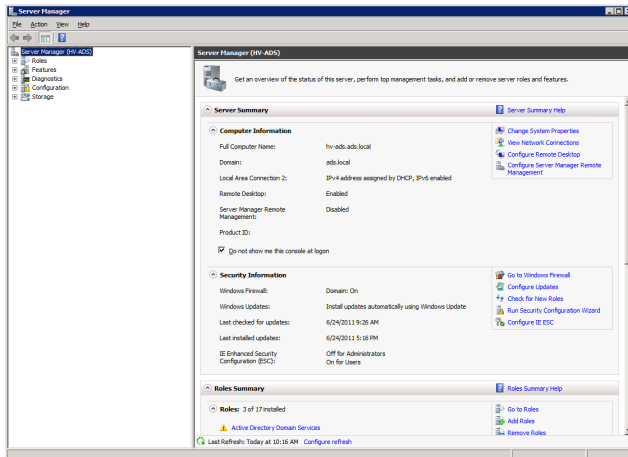 Server Manager
File Action View Help
Server Manager (HV-ADS)
Roles
Features
Diagnostics
Configuration
Storage
Server Manager (HV-ADS)
Get an overview of the status of this server, perform top management tasks, and add or remove server roles and features.
Server Summary
Server Summary Help
Computer Information
Full Computer Name: hv-ads.ads.local
Domain: ads.local
Local Area Connection 2: IPv4 address assigned by DHCP, IPv6 enabled
Remote Desktop: Enabled
Server Manager Remote
Management: Disabled
Product ID:
Do not show me this console at logon
Change System Properties
View Network Connections
Configure Remote Desktop
Configure Server Manager Remote
Management
Security Information
Windows Firewall: Domain: On
Windows Updates: Install updates automatically using Windows Update
Last checked for updates: 6/24/2011 9:26 AM
Last installed updates: 6/24/2011 5:16 PM
IE Enhanced Security
Configuration (ESC): Off for Administrators
On for Users
Go to Windows Firewall
Configure Updates
Check for New Roles
Run Security Configuration Wizard
Configure IE ESC
Roles Summary
Roles Summary Help
Roles: 3 of 17 installed
Active Directory Domain Services
Go to Roles
Add Roles
Remove Roles
Last Refresh: Today at 10:16 AM Configure refresh